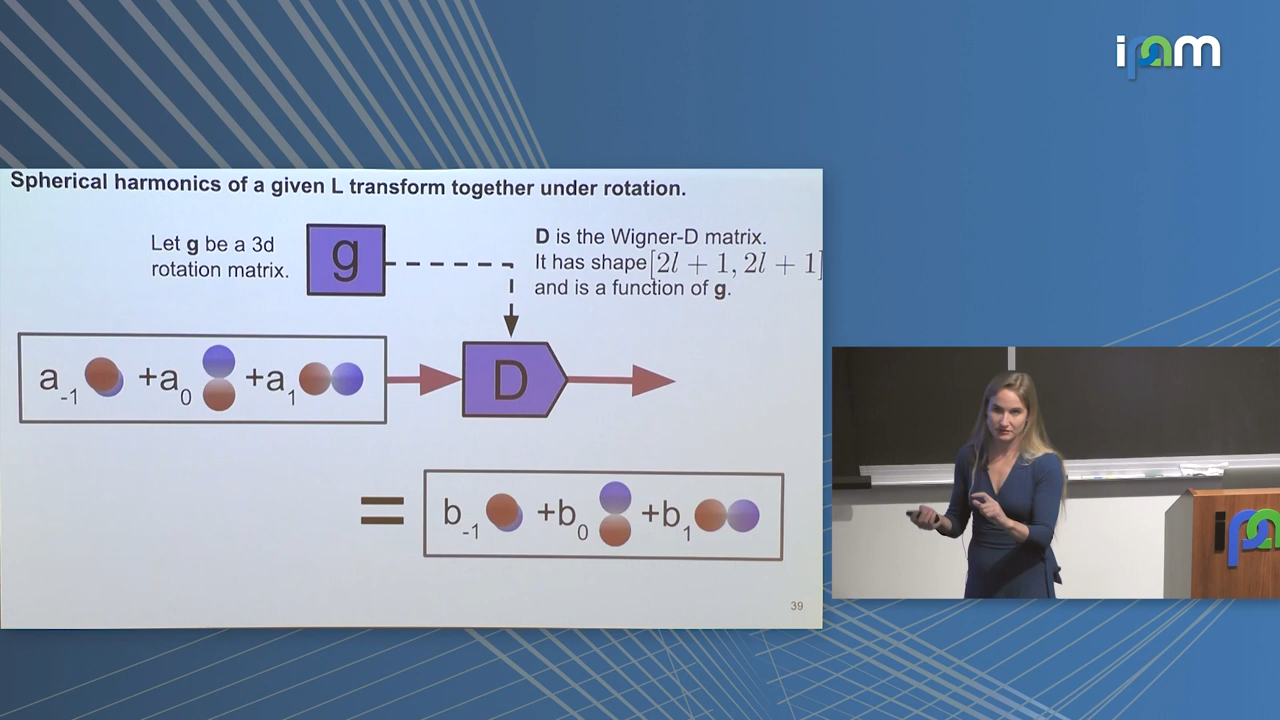 ipam
Spherical harmonics of a given L transform together under rotation.
Let g be a 3d
rotation matrix.
g
D is the Wigner-D matrix.
It has shape [2l + 1, 2l + 1]
and is a function of g.
a₋₁ +a₀ +a₁
D
= b₋₁ +b₀ +b₁
39